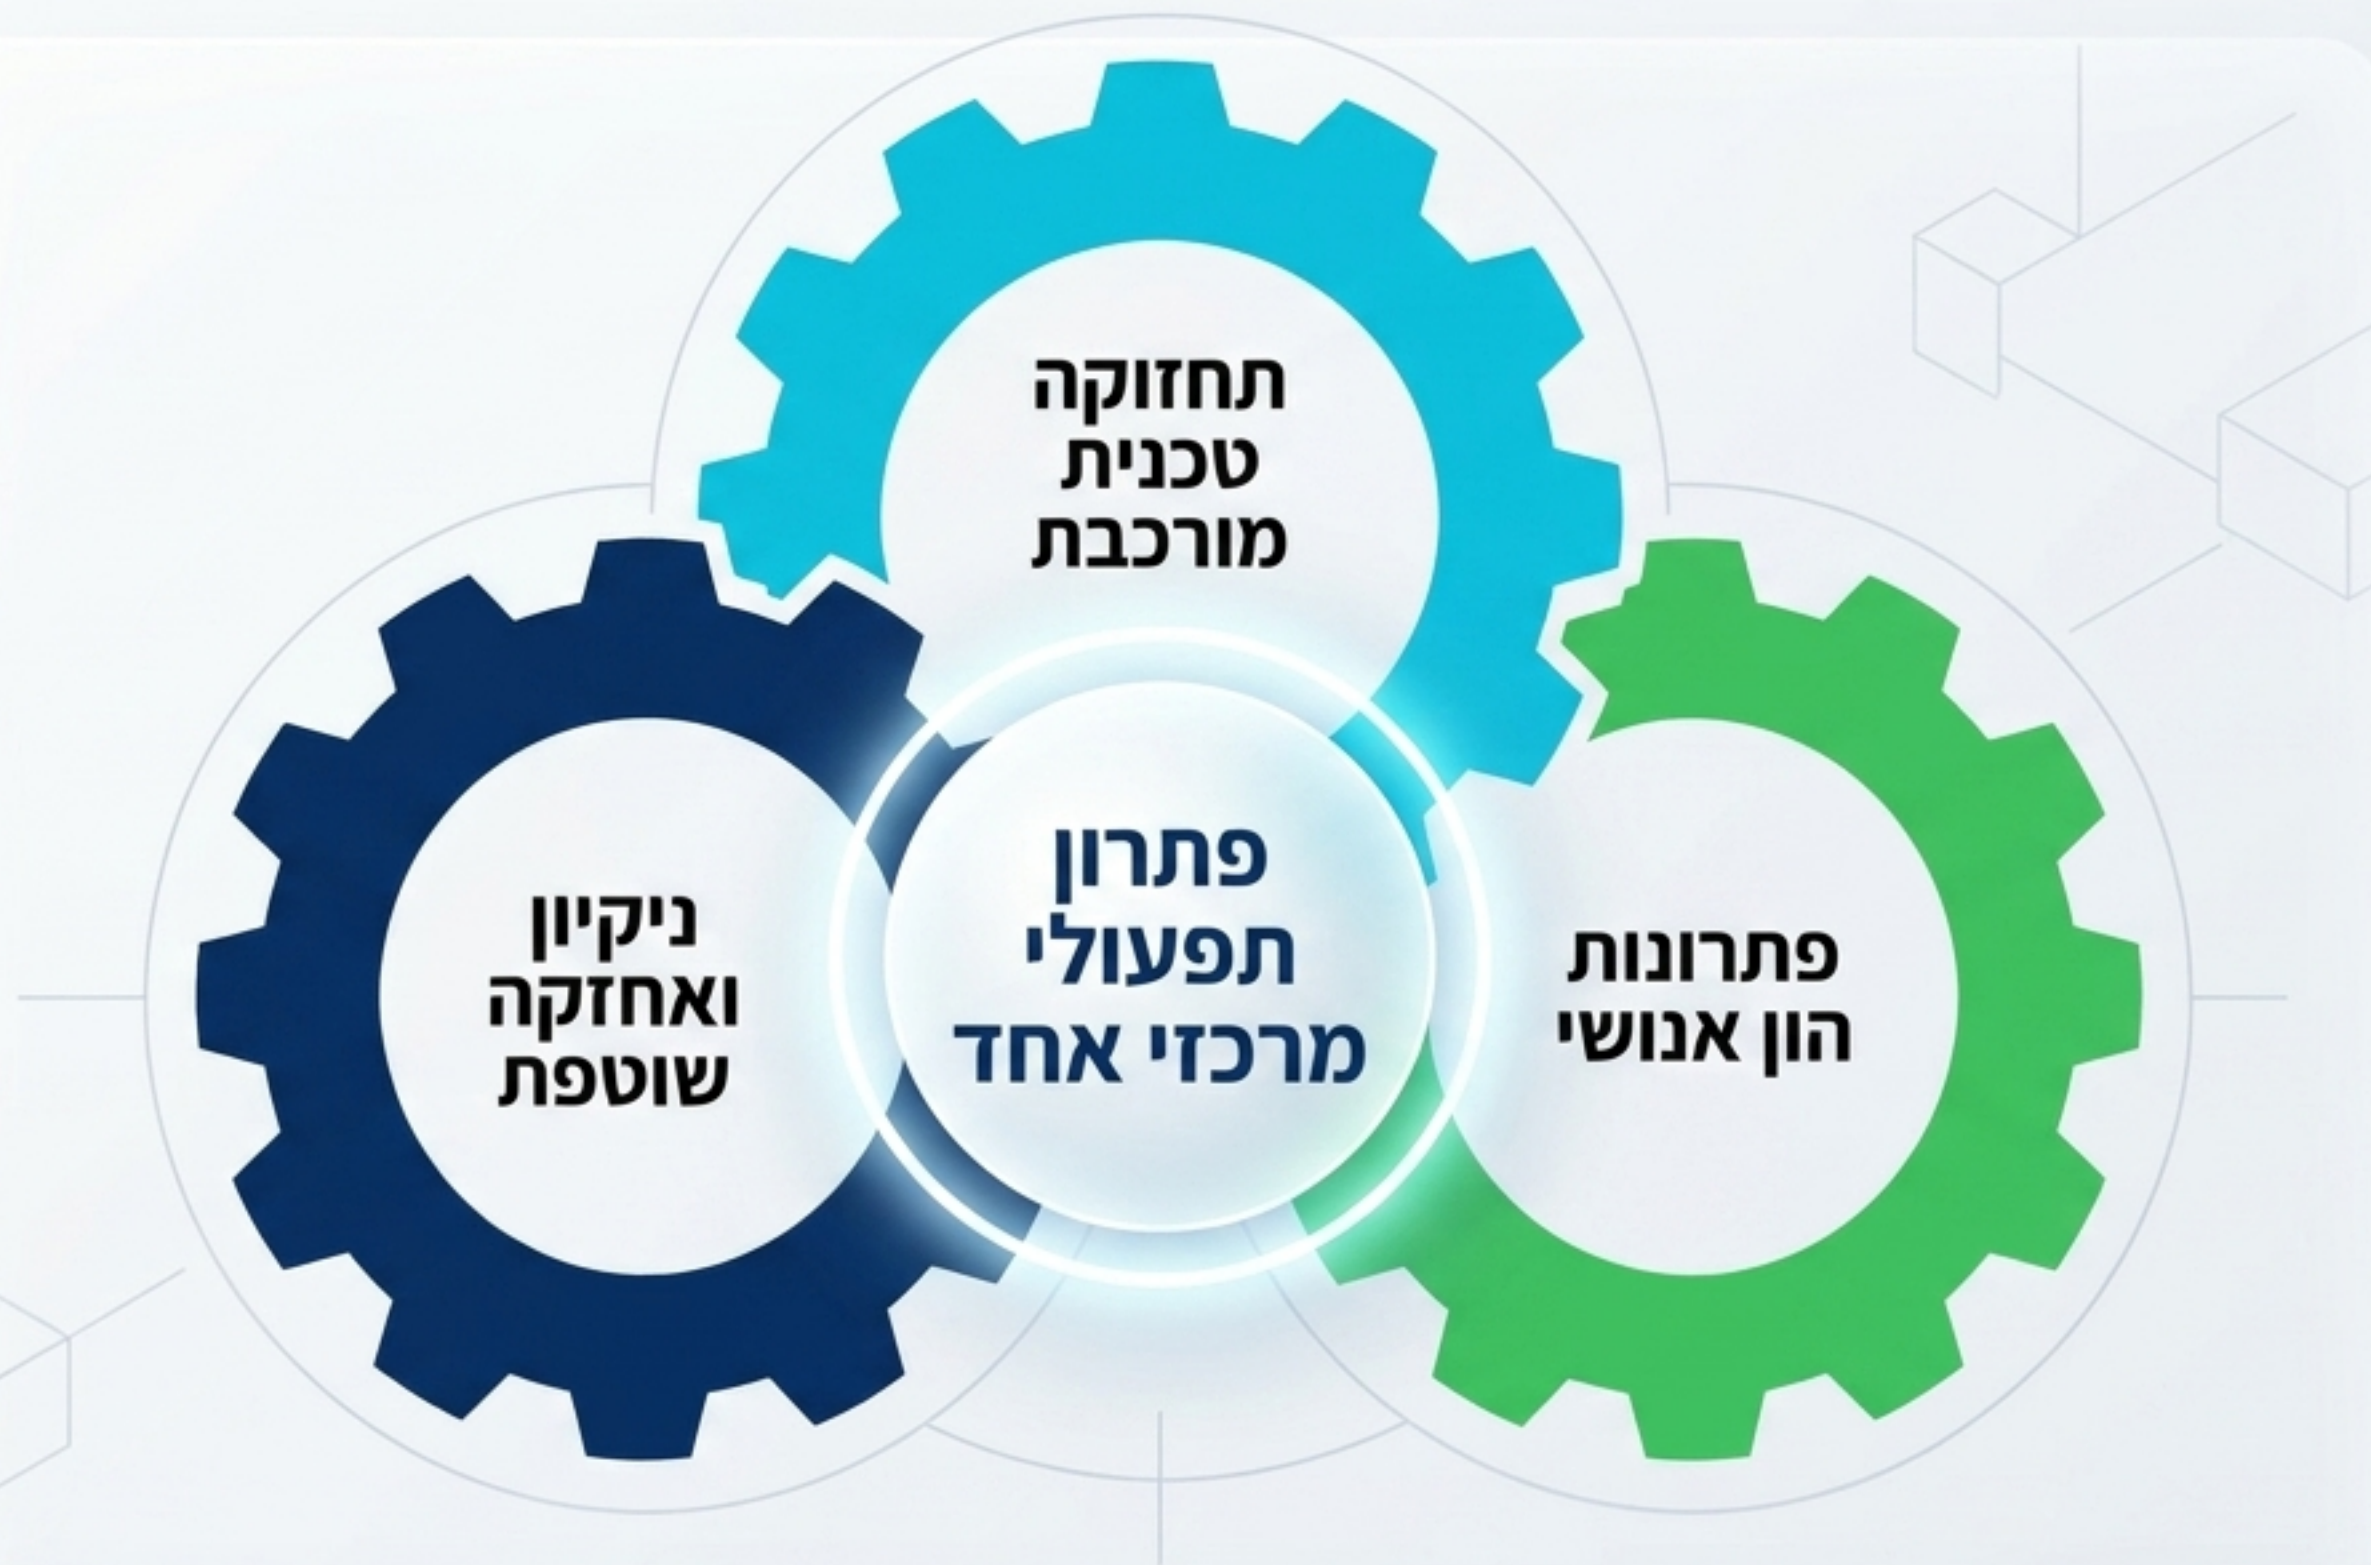 תחזוקה
טכנית
מורכבת
פתרונות
הון אנושי
פתרון
תפעולי
מרכזי אחד
ניקיון
ואחזקה
שוטפת